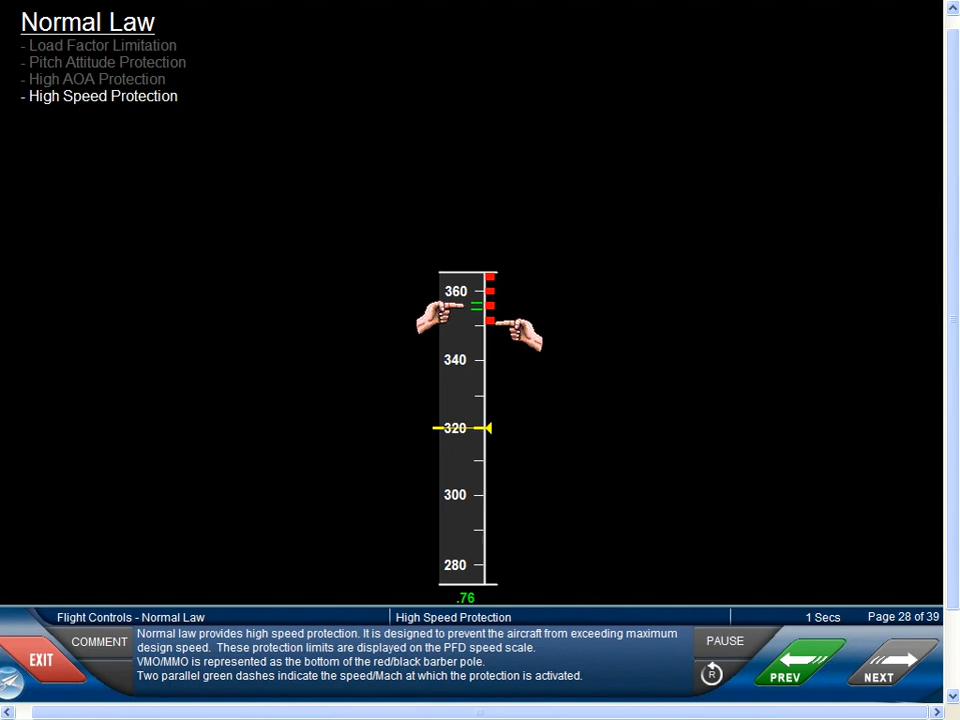 Normal Law
- Load Factor Limitation
- Pitch Attitude Protection
- High AOA Protection
- High Speed Protection
360
340
320
300
280
.76
Flight Controls - Normal Law
High Speed Protection
1 Secs
Page 28 of 39
EXIT
COMMENT
Normal law provides high speed protection. It is designed to prevent the aircraft from exceeding maximum
design speed. These protection limits are displayed on the PFD speed scale.
VMO/MMO is represented as the bottom of the red/black barber pole.
Two parallel green dashes indicate the speed/Mach at which the protection is activated.
PAUSE
R
PREV
NEXT